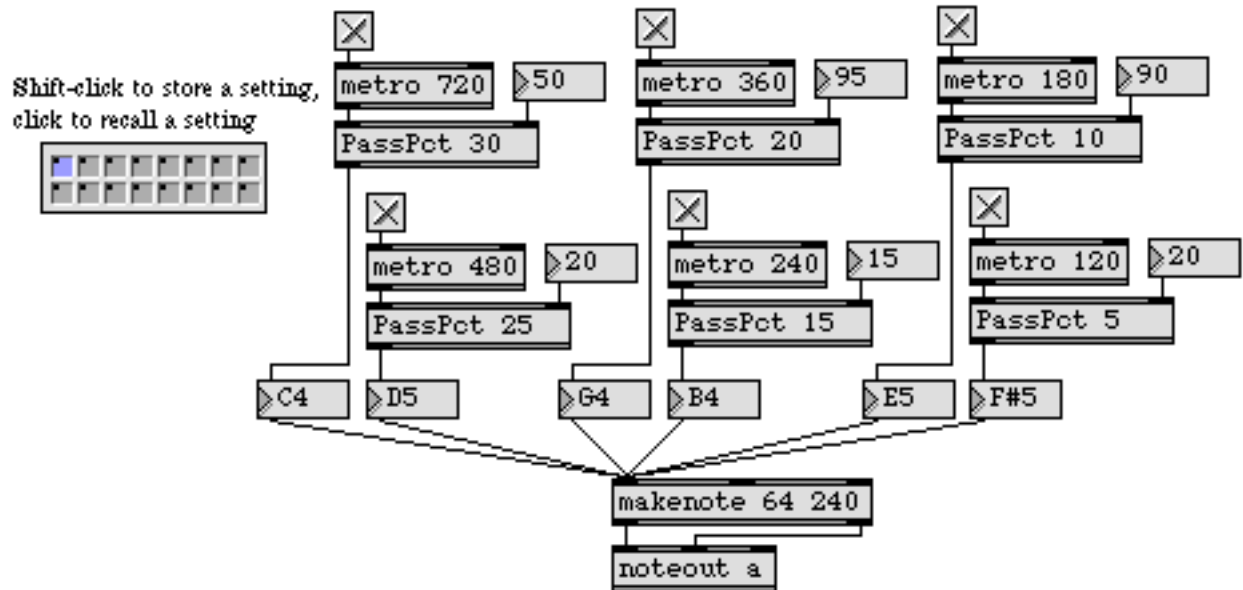 Shift-click to store a setting,
click to recall a setting
metro 720
50
PassPct 30
metro 360
95
PassPct 20
metro 180
90
PassPct 10
metro 480
20
PassPct 25
metro 240
15
PassPct 15
metro 120
20
PassPct 5
C4
D5
G4
B4
E5
F#5
makenote 64 240
noteout a